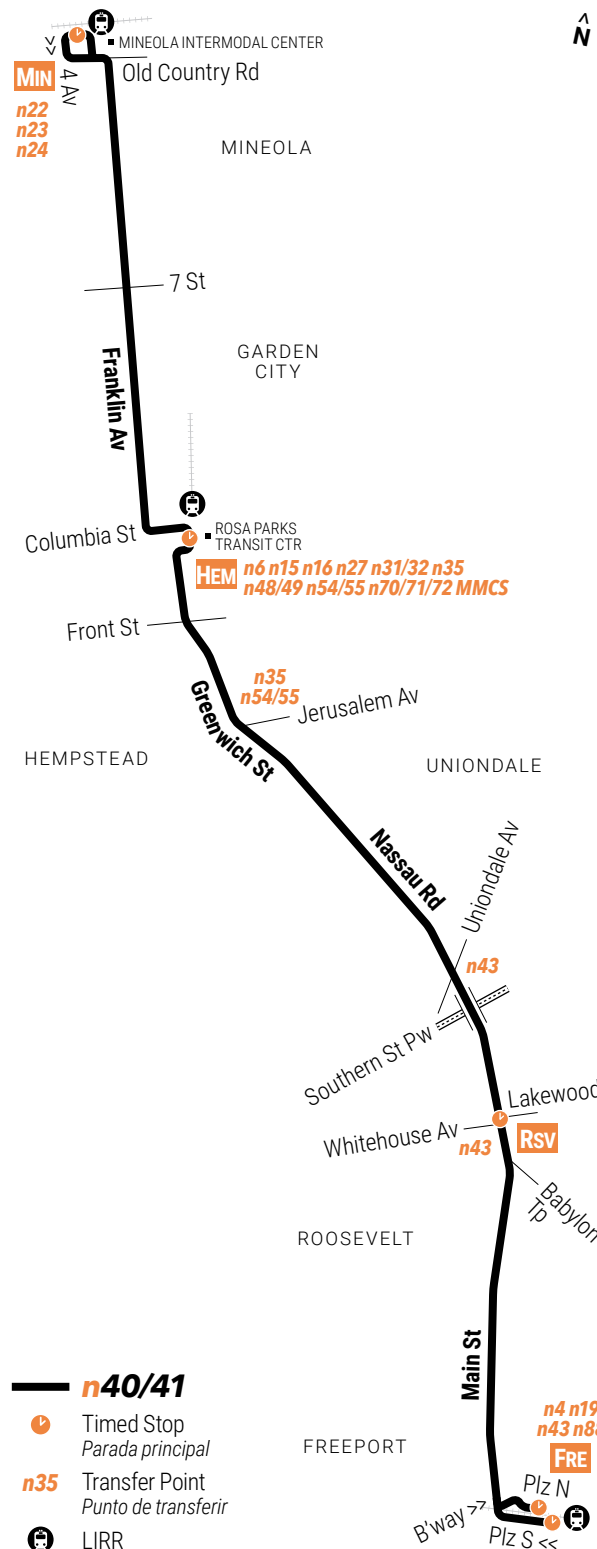 N
MINEOLA INTERMODAL CENTER
MIN
4 Av
Old Country Rd
n22
n23
n24
MINEOLA
7 St
GARDEN
CITY
Franklin Av
Columbia St
ROSA PARKS
TRANSIT CTR
HEM
n6 n15 n16 n27 n31/32 n35
n48/49 n54/55 n70/71/72 MMCS
Front St
n35
n54/55
Jerusalem Av
Greenwich St
HEMPSTEAD
UNIONDALE
Nassau Rd
Uniondale Av
n43
Southern St Pw
Lakewood
Whitehouse Av
RSV
n43
Babylon
Tp
ROOSEVELT
Main St
n40/41
Timed Stop
Parada principal
n35 Transfer Point
Punto de transferir
LIRR
FREEPORT
n4 n19
n43
FRE
Plz N
B'way >>
Plz S <<